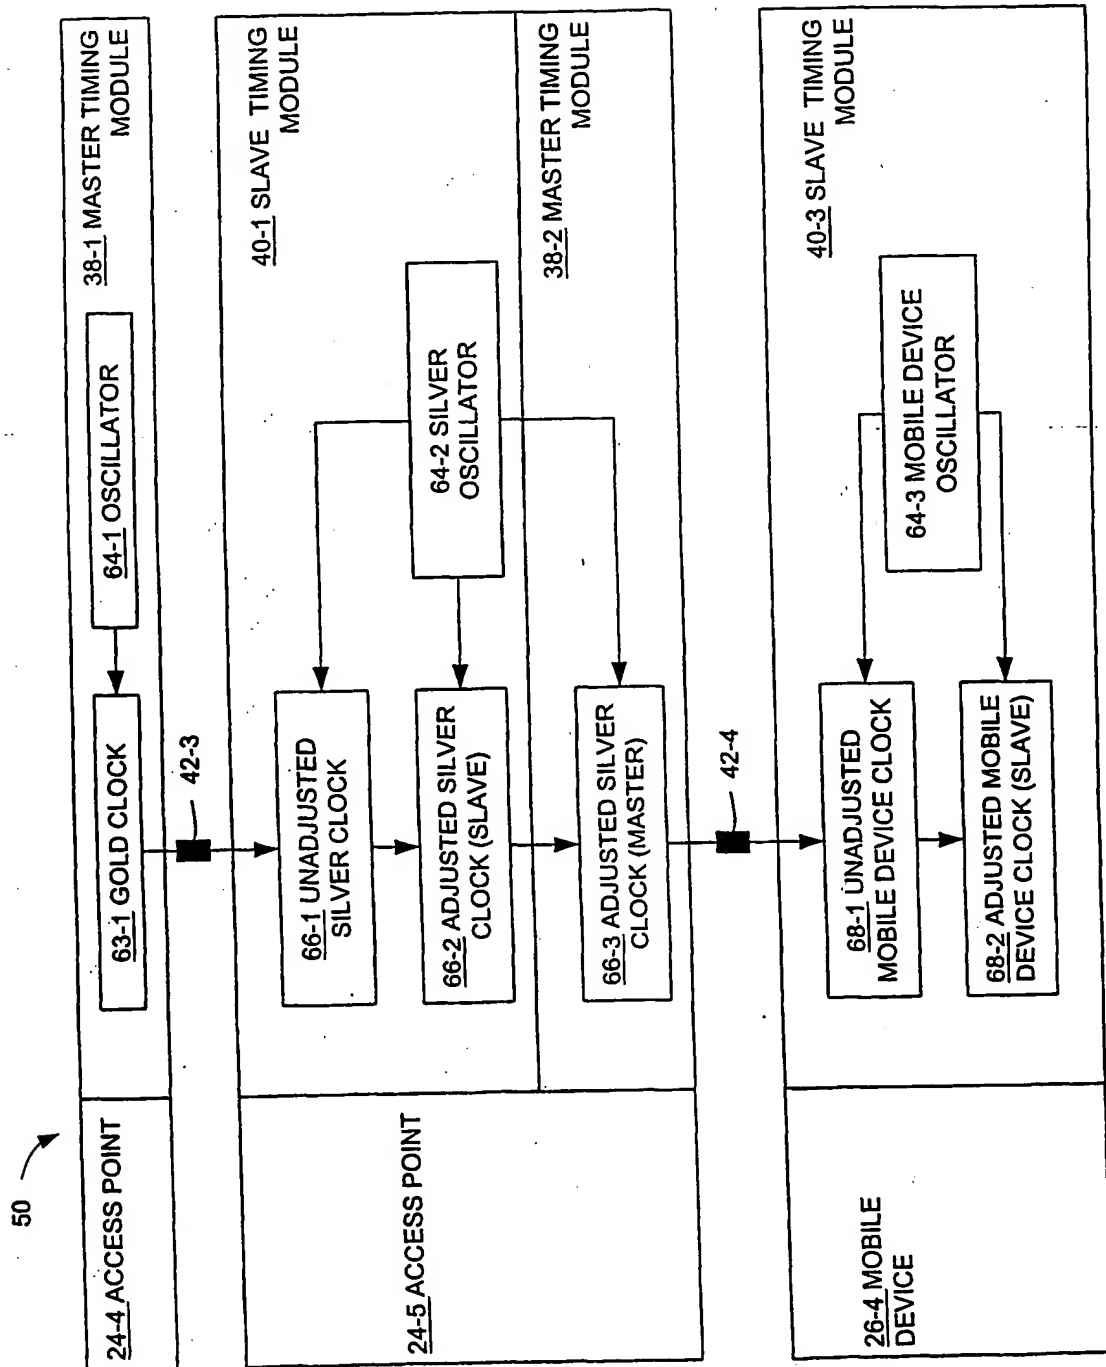 50
24-4 ACCESS POINT
63-1 GOLD CLOCK
64-1 OSCILLATOR
38-1 MASTER TIMING
MODULE
42-3
24-5 ACCESS POINT
66-1 UNADJUSTED
SILVER CLOCK
66-2 ADJUSTED SILVER
CLOCK (SLAVE)
64-2 SILVER
OSCILLATOR
40-1 SLAVE TIMING
MODULE
66-3 ADJUSTED SILVER
CLOCK (MASTER)
38-2 MASTER TIMING
MODULE
42-4
26-4 MOBILE
DEVICE
68-1 UNADJUSTED
MOBILE DEVICE CLOCK
68-2 ADJUSTED MOBILE
DEVICE CLOCK (SLAVE)
64-3 MOBILE DEVICE
OSCILLATOR
40-3 SLAVE TIMING
MODULE